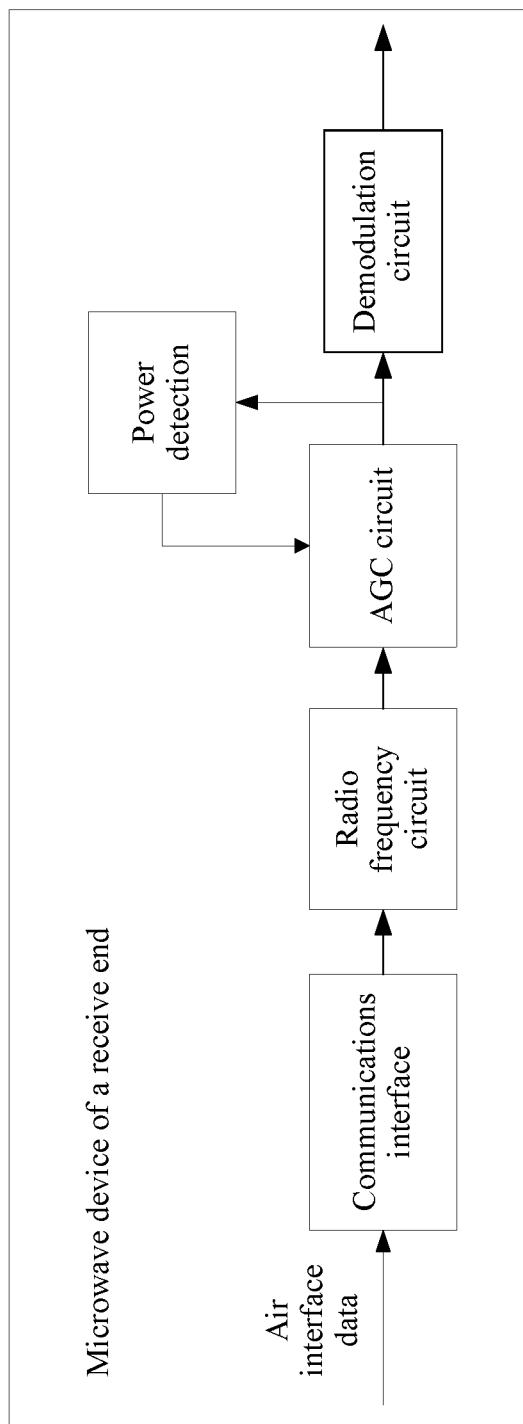 Microwave device of a receive end
Air
interface
data
Communications
interface
Radio
frequency
circuit
AGC circuit
Power
detection
Demodulation
circuit